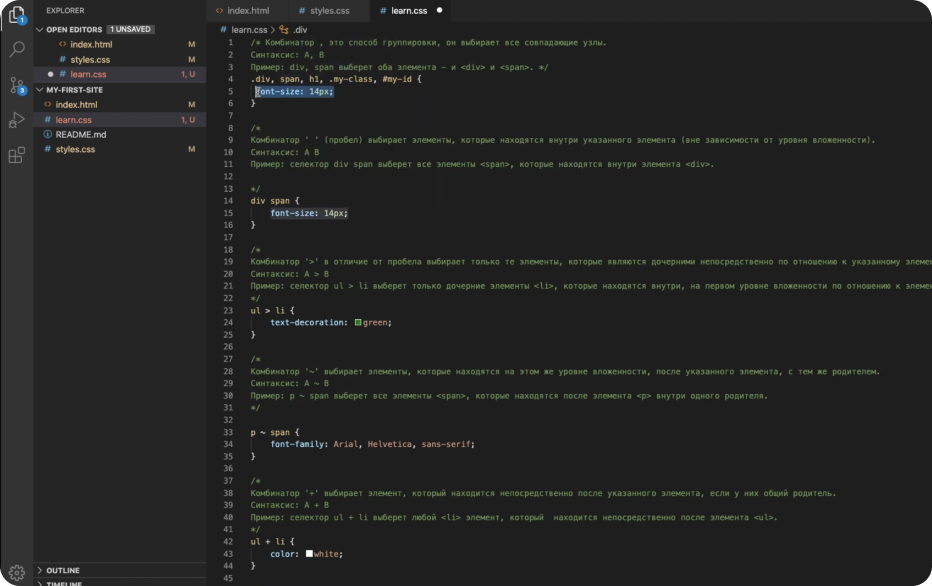 EXPLORER
OPEN EDITORS 1 UNSAVED
index.html M
styles.css M
learn.css 1, U
MY-FIRST-SITE
index.html M
learn.css 1, U
README.md
styles.css M
OUTLINE
TIMELINE
1
3
index.html styles.css learn.css
learn.css > .div
1 /* Комбинатор , это способ группировки, он выбирает все совпадающие узлы.
2 Синтаксис: A, B
3 Пример: div, span выберет оба элемента - и <div> и <span>. */
4 .div, span, h1, .my-class, #my-id {
5 font-size: 14px;
6 }
7
8 /*
9 Комбинатор ' ' (пробел) выбирает элементы, которые находятся внутри указанного элемента (вне зависимости от уровня вложенности).
10 Синтаксис: A B
11 Пример: селектор div span выберет все элементы <span>, которые находятся внутри элемента <div>.
12
13 */
14 div span {
15 font-size: 14px;
16 }
17
18 /*
19 Комбинатор '>' в отличие от пробела выбирает только те элементы, которые являются дочерними непосредственно по отношению к указанному
20 Синтаксис: A > B
21 Пример: селектор ul > li выберет только дочерние элементы <li>, которые находятся внутри, на первом уровне вложенности по отношению к
22 */
23 ul > li {
24 text-decoration: green;
25 }
26
27 /*
28 Комбинатор '~' выбирает элементы, которые находятся на этом же уровне вложенности, после указанного элемента, с тем же родителем.
29 Синтаксис: A ~ B
30 Пример: p ~ span выберет все элементы <span>, которые находятся после элемента <p> внутри одного родителя.
31 */
32
33 p ~ span {
34 font-family: Arial, Helvetica, sans-serif;
35 }
36
37 /*
38 Комбинатор '+' выбирает элемент, который находится непосредственно после указанного элемента, если у них общий родитель.
39 Синтаксис: A + B
40 Пример: селектор ul + li выберет любой <li> элемент, который находится непосредственно после элемента <ul>.
41 */
42 ul + li {
43 color: white;
44 }
45